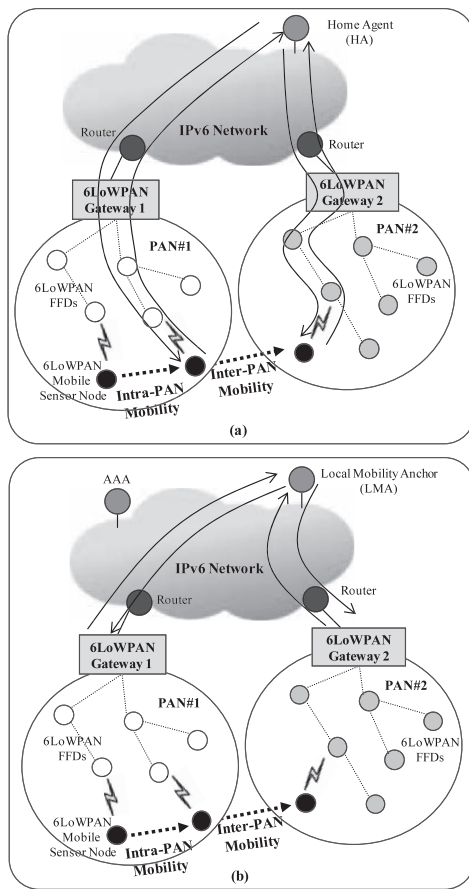 Home Agent
(HA)
IPv6 Network
Router
Router
6LoWPAN
Gateway 1
6LoWPAN
Gateway 2
PAN#1
PAN#2
6LoWPAN
FFDs
6LoWPAN
FFDs
6LoWPAN
Mobile
Sensor Node
Intra-PAN
Mobility
Inter-PAN
Mobility
(a)
AAA
Local Mobility Anchor
(LMA)
IPv6 Network
Router
Router
6LoWPAN
Gateway 1
6LoWPAN
Gateway 2
PAN#1
PAN#2
6LoWPAN
FFDs
6LoWPAN
FFDs
6LoWPAN
Mobile
Sensor Node
Intra-PAN
Mobility
Inter-PAN
Mobility
(b)